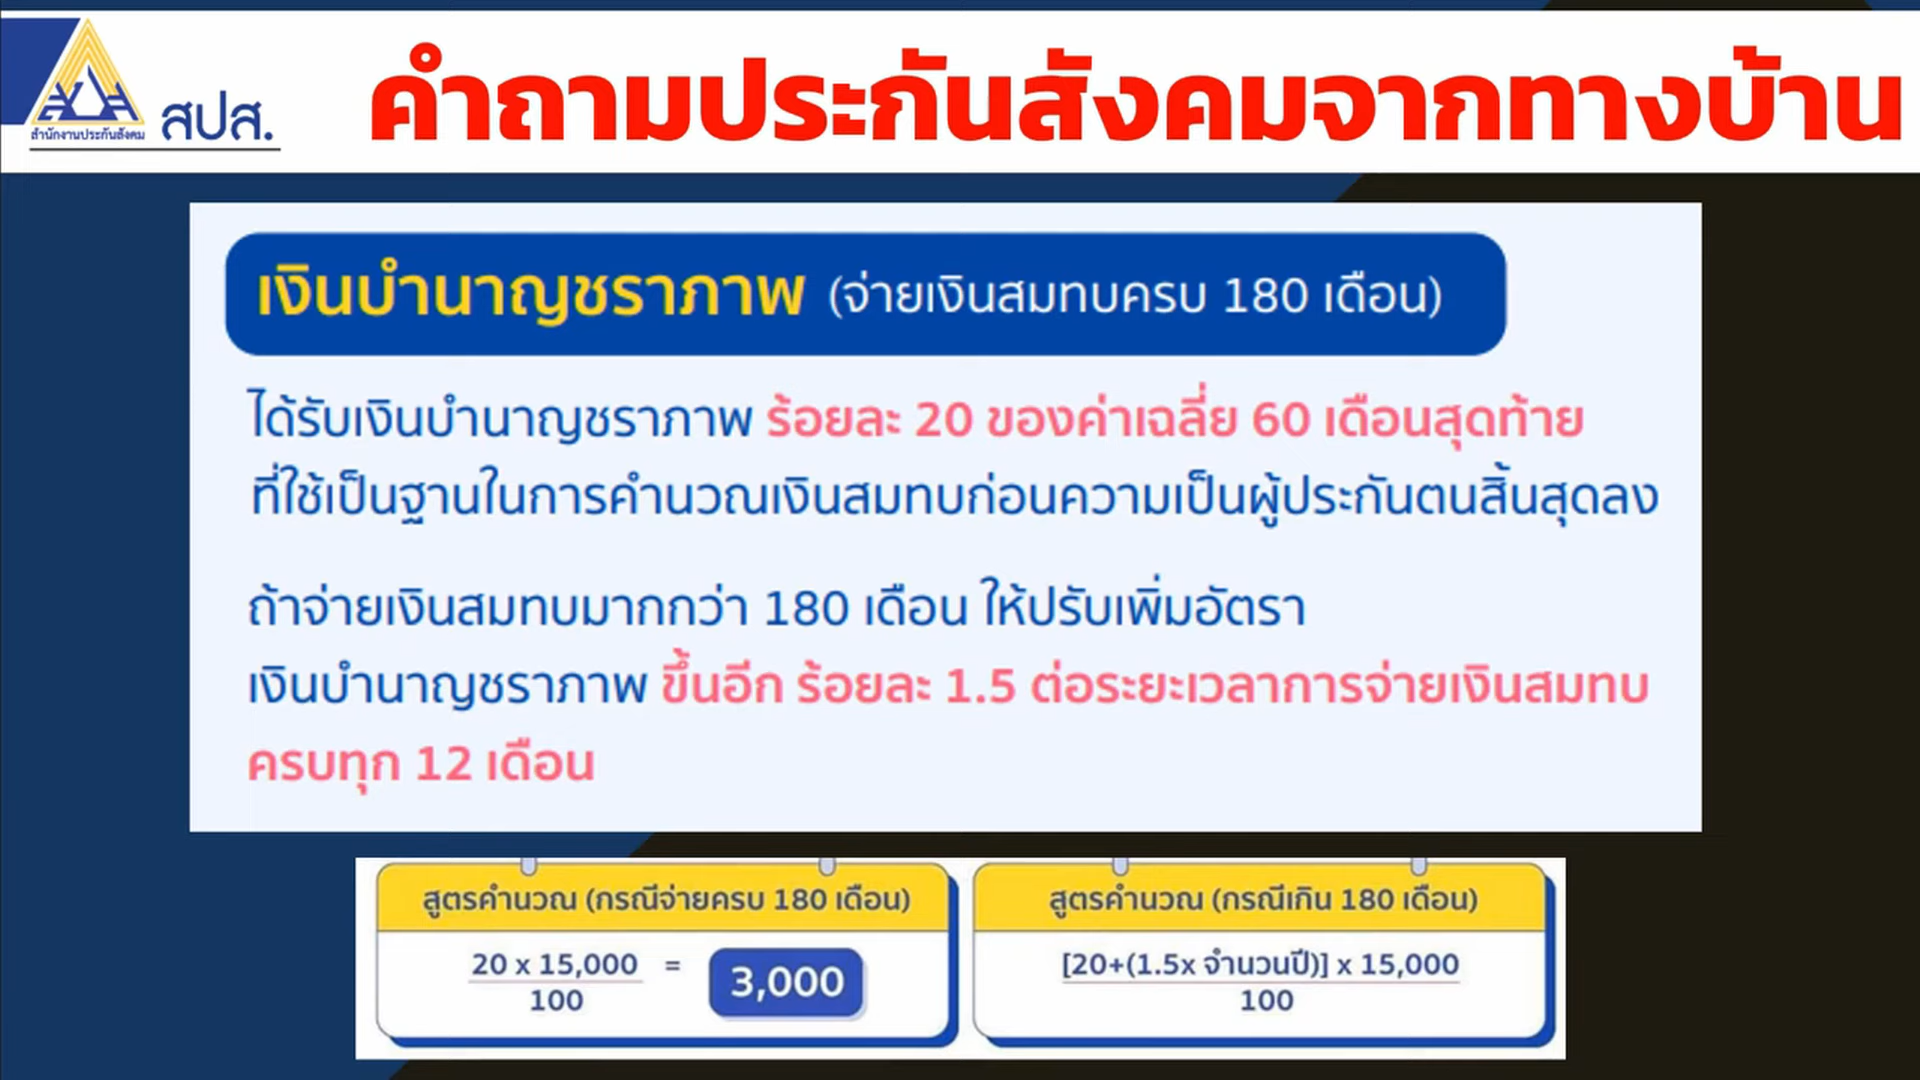 สำนักงานประกันสังคม
สปส.
คำถามประกันสังคมจากทางบ้าน
เงินบำนาญชราภาพ (จ่ายเงินสมทบครบ 180 เดือน)
ได้รับเงินบำนาญชราภาพ ร้อยละ 20 ของค่าเฉลี่ย 60 เดือนสุดท้าย
ที่ใช้เป็นฐานในการคำนวณเงินสมทบก่อนความเป็นผู้ประกันตนสิ้นสุดลง
ถ้าจ่ายเงินสมทบมากกว่า 180 เดือน ให้ปรับเพิ่มอัตรา
เงินบำนาญชราภาพ ขึ้นอีก ร้อยละ 1.5 ต่อระยะเวลาการจ่ายเงินสมทบ
ครบทุก 12 เดือน
สูตรคำนวณ (กรณีจ่ายครบ 180 เดือน)
20 x 15,000 = 3,000
100
สูตรคำนวณ (กรณีเกิน 180 เดือน)
[20+(1.5x จำนวนปี)] x 15,000
100